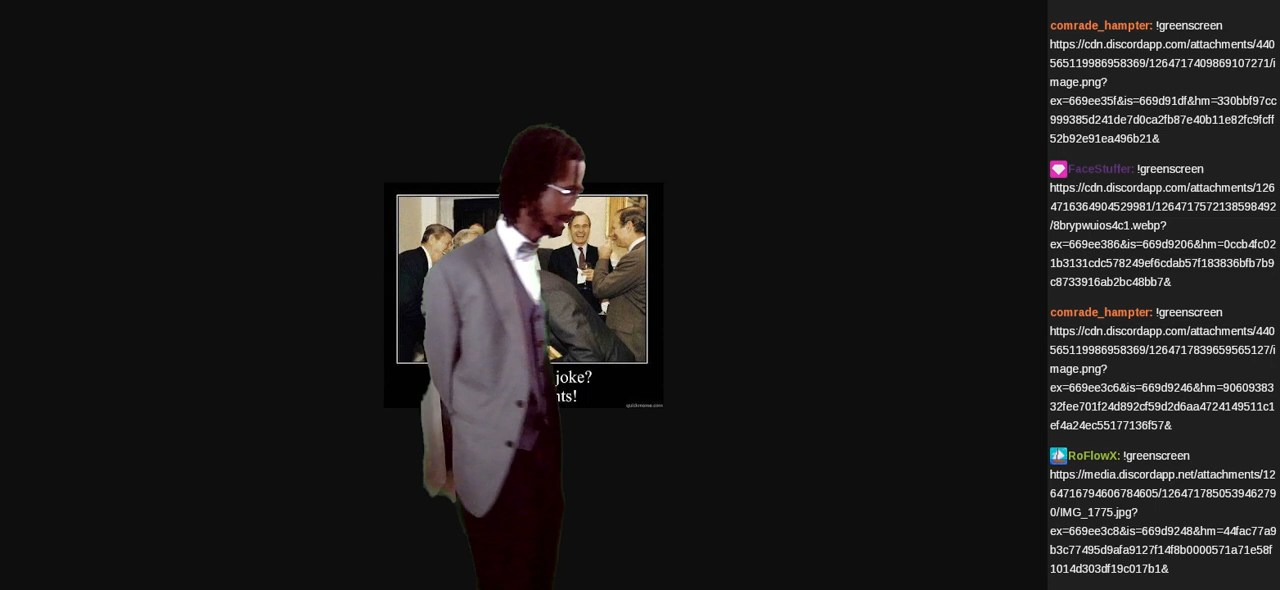 joke?
nts!
quickmeme.com
comrade_hampter: !greenscreen
https://cdn.discordapp.com/attachments/440
565119986958369/1264717409869107271/i
mage.png?
ex=669ee35f&is=669d91df&hm=330bbf97cc
999385d241de7d0ca2fb87e40b11e82fc9fcff
52b92e91ea496b21&
FaceStuffer: !greenscreen
https://cdn.discordapp.com/attachments/126
4716364904529981/1264717572138598492
/8brypwuios4c1.webp?
ex=669ee386&is=669d9206&hm=0ccb4fc02
1b3131cdc578249ef6cdab57f183836bfb7b9
c8733916ab2bc48bb7&
comrade_hampter: !greenscreen
https://cdn.discordapp.com/attachments/440
565119986958369/1264717839659565127/i
mage.png?
ex=669ee3c6&is=669d9246&hm=90609383
32fee701f24d892cf59d2d6aa4724149511c1
ef4a24ec55177136f57&
RoFlowX: !greenscreen
https://media.discordapp.net/attachments/12
64716794606784605/126471785053946279
0/IMG_1775.jpg?
ex=669ee3c8&is=669d9248&hm=44fac77a9
b3c77495d9afa9127f14f8b0000571a71e58f
1014d303df19c017b1&